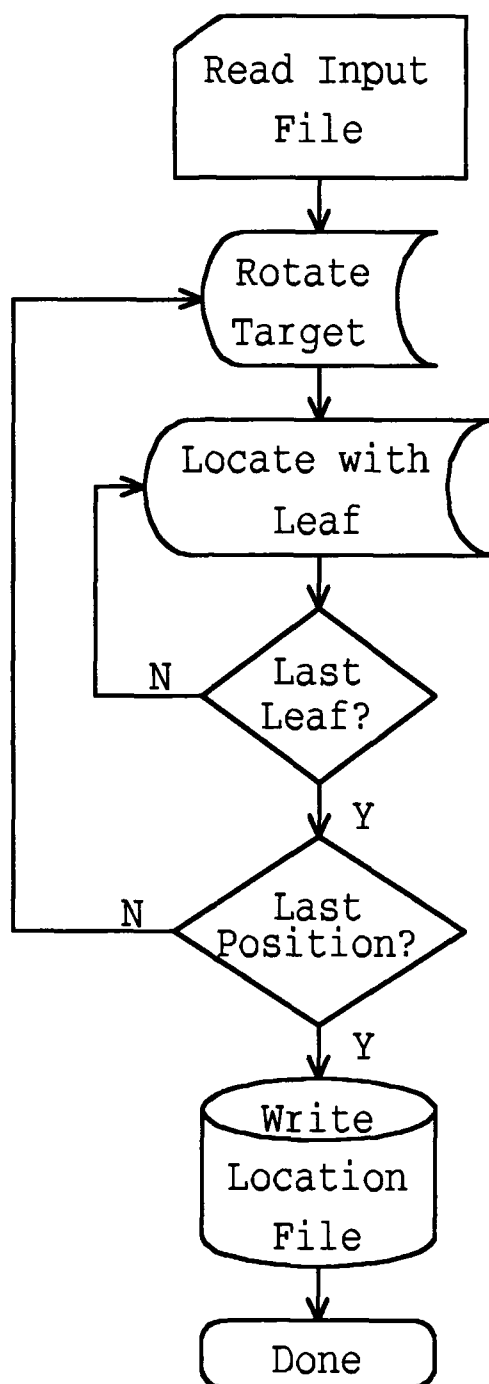 Read Input
File
Rotate
Target
Locate with
Leaf
N
Last
Leaf?
Y
N
Last
Position?
Y
Write
Location
File
Done